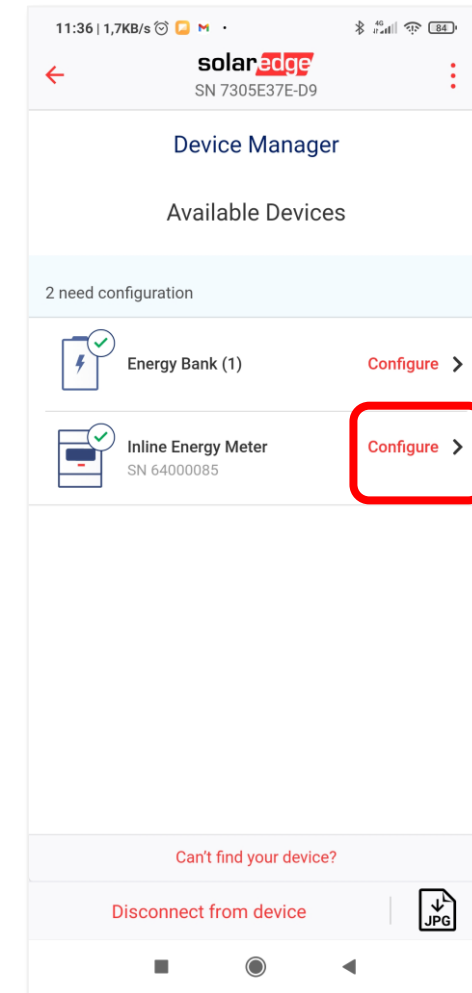 11:36 | 1,7KB/s
4G 84
solaredge
SN 7305E37E-D9
Device Manager
Available Devices
2 need configuration
Energy Bank (1)
Configure
Inline Energy Meter
Configure
SN 64000085
Can't find your device?
Disconnect from device
JPG